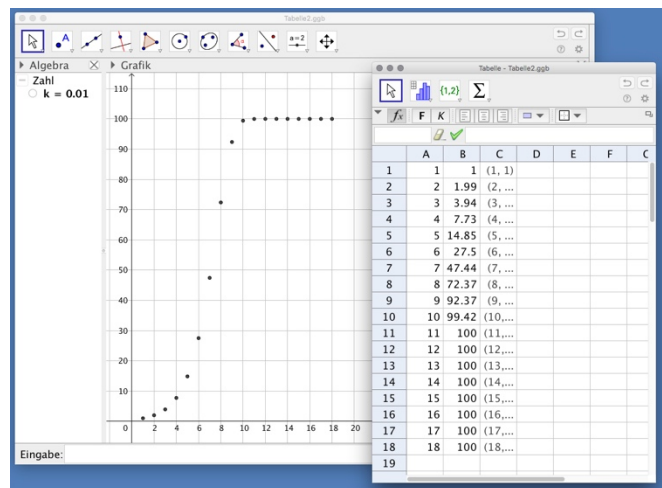 Tabelle2.ggb
a=2
Algebra
Grafik
Zahl
k = 0.01
110
100
90
80
70
60
50
40
30
20
10
0 2 4 6 8 10 12 14 16 18 20
Eingabe:
Tabelle - Tabelle2.ggb
{1,2} Σ
fx F K
A B C D E F
1 1 1 (1, 1)
2 2 1.99 (2, ...
3 3 3.94 (3, ...
4 4 7.73 (4, ...
5 5 14.85 (5, ...
6 6 27.5 (6, ...
7 7 47.44 (7, ...
8 8 72.37 (8, ...
9 9 92.37 (9, ...
10 10 99.42 (10,...
11 11 100 (11,...
12 12 100 (12,...
13 13 100 (13,...
14 14 100 (14,...
15 15 100 (15,...
16 16 100 (16,...
17 17 100 (17,...
18 18 100 (18,...
19